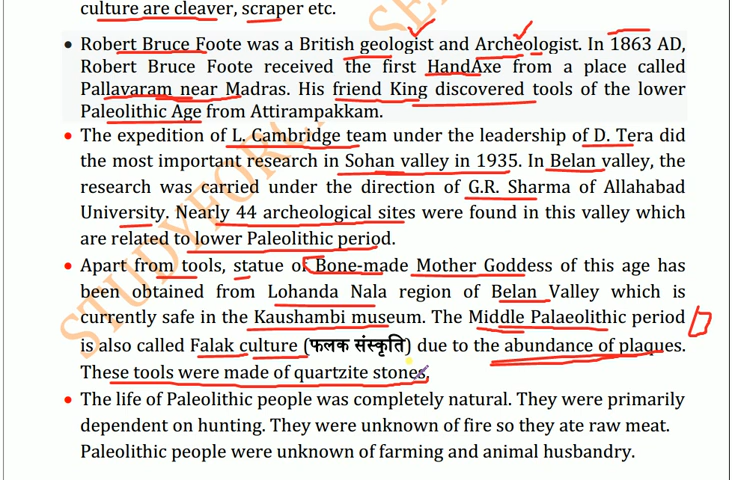 culture are cleaver, scraper etc.
• Robert Bruce Foote was a British geologist and Archeologist. In 1863 AD,
Robert Bruce Foote received the first HandAxe from a place called
Pallavaram near Madras. His friend King discovered tools of the lower
Paleolithic Age from Attirampakkam.
• The expedition of L. Cambridge team under the leadership of D. Tera did
the most important research in Sohan valley in 1935. In Belan valley, the
research was carried under the direction of G.R. Sharma of Allahabad
University. Nearly 44 archeological sites were found in this valley which
are related to lower Paleolithic period.
• Apart from tools, statue of Bone-made Mother Goddess of this age has
been obtained from Lohanda Nala region of Belan Valley which is
currently safe in the Kaushambi museum. The Middle Palaeolithic period
is also called Falak culture (फलक संस्कृति) due to the abundance of plaques.
These tools were made of quartzite stones.
• The life of Paleolithic people was completely natural. They were primarily
dependent on hunting. They were unknown of fire so they ate raw meat.
Paleolithic people were unknown of farming and animal husbandry.
STUDYFOR